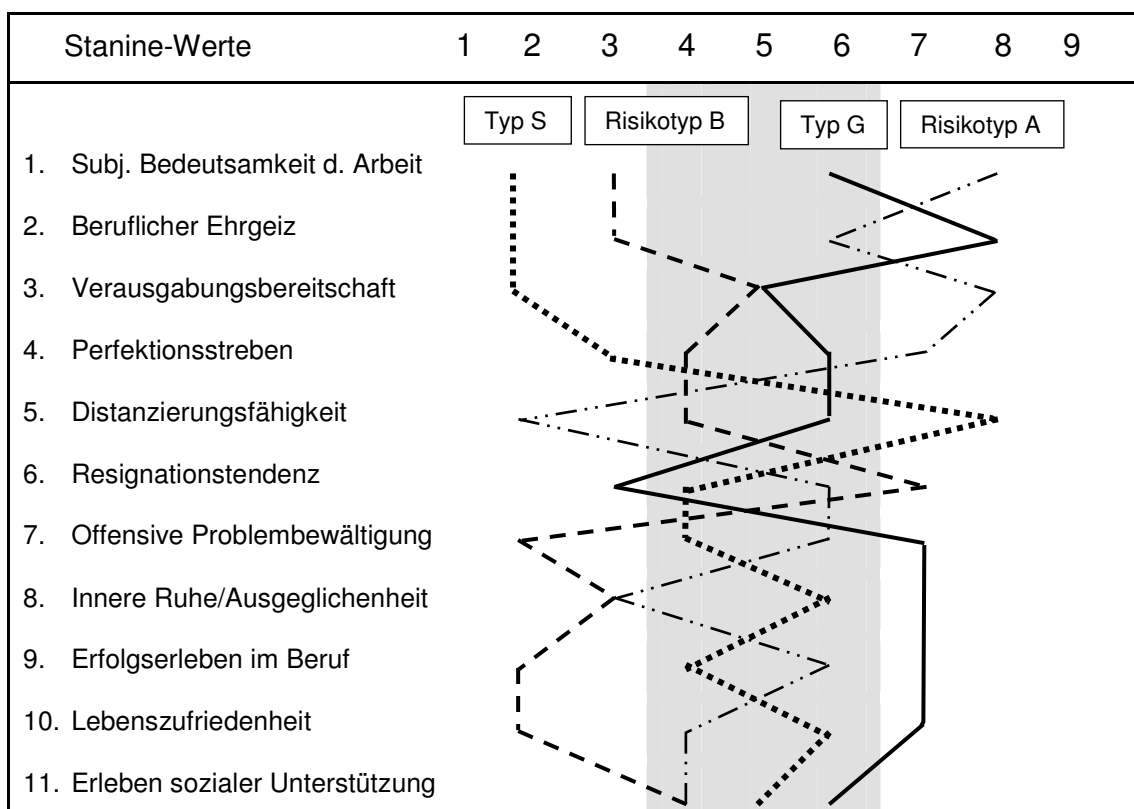 Stanine-Werte 1 2 3 4 5 6 7 8 9
Typ S Risikotyp B Typ G Risikotyp A
1. Subj. Bedeutsamkeit d. Arbeit
2. Beruflicher Ehrgeiz
3. Verausgabungsbereitschaft
4. Perfektionsstreben
5. Distanzierungsfähigkeit
6. Resignationstendenz
7. Offensive Problembewältigung
8. Innere Ruhe/Ausgeglichenheit
9. Erfolgserleben im Beruf
10. Lebenszufriedenheit
11. Erleben sozialer Unterstützung